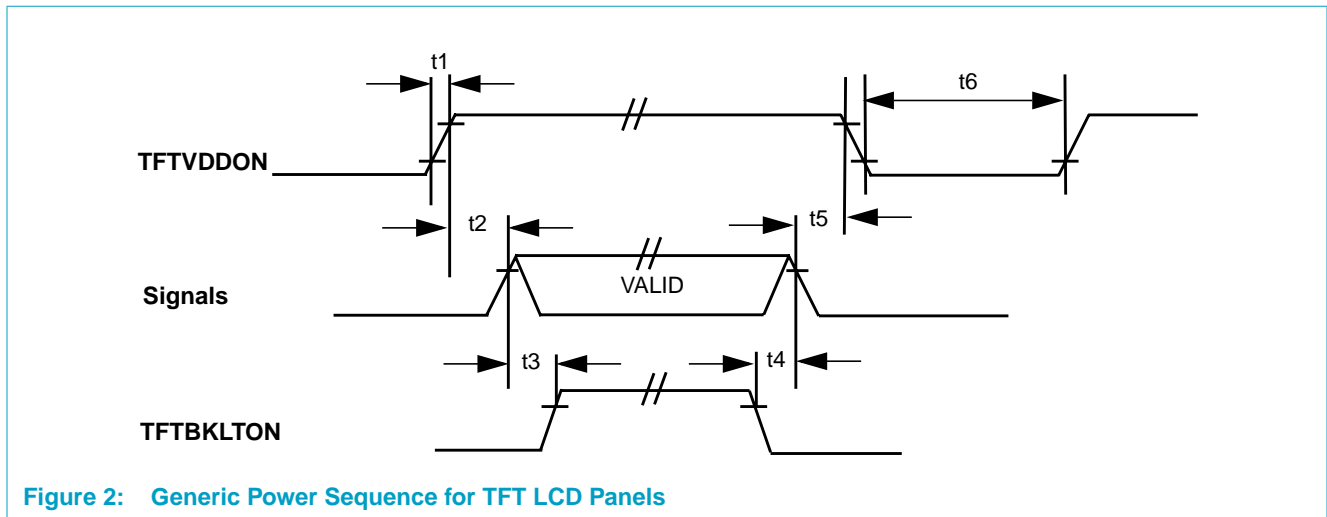 t1
t6
TFTVDDON
t2
t5
VALID
Signals
t3
t4
TFTBKLTON
Figure 2: Generic Power Sequence for TFT LCD Panels